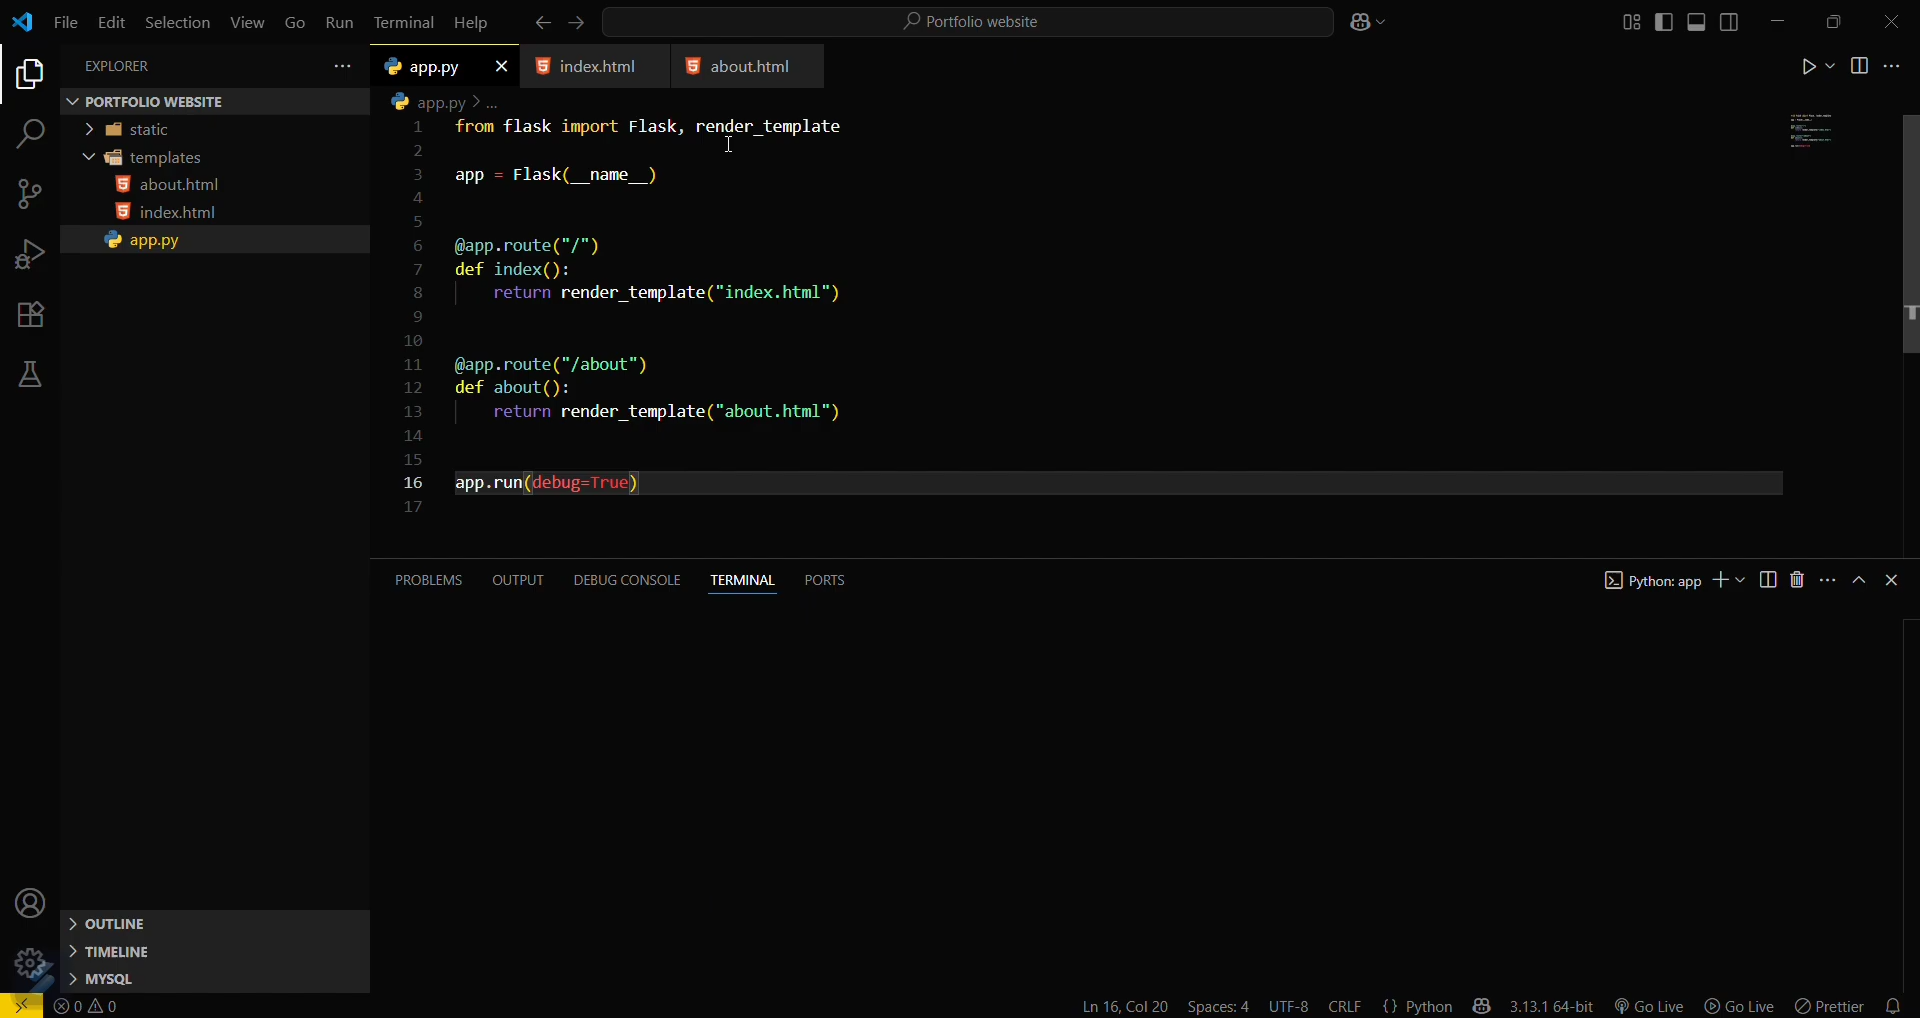 File Edit Selection View Go Run Terminal Help
Portfolio website
EXPLORER
PORTFOLIO WEBSITE
static
templates
about.html
index.html
app.py
app.py
index.html
about.html
app.py > ...
1 from flask import Flask, render_template
2
3 app = Flask(__name__)
4
5
6 @app.route("/")
7 def index():
8 return render_template("index.html")
9
10
11 @app.route("/about")
12 def about():
13 return render_template("about.html")
14
15
16 app.run(debug=True)
17
PROBLEMS OUTPUT DEBUG CONSOLE TERMINAL PORTS
Python: app
OUTLINE
TIMELINE
MYSQL
0 0
Ln 16, Col 20 Spaces: 4 UTF-8 CRLF {} Python 3.13.1 64-bit Go Live Go Live Prettier